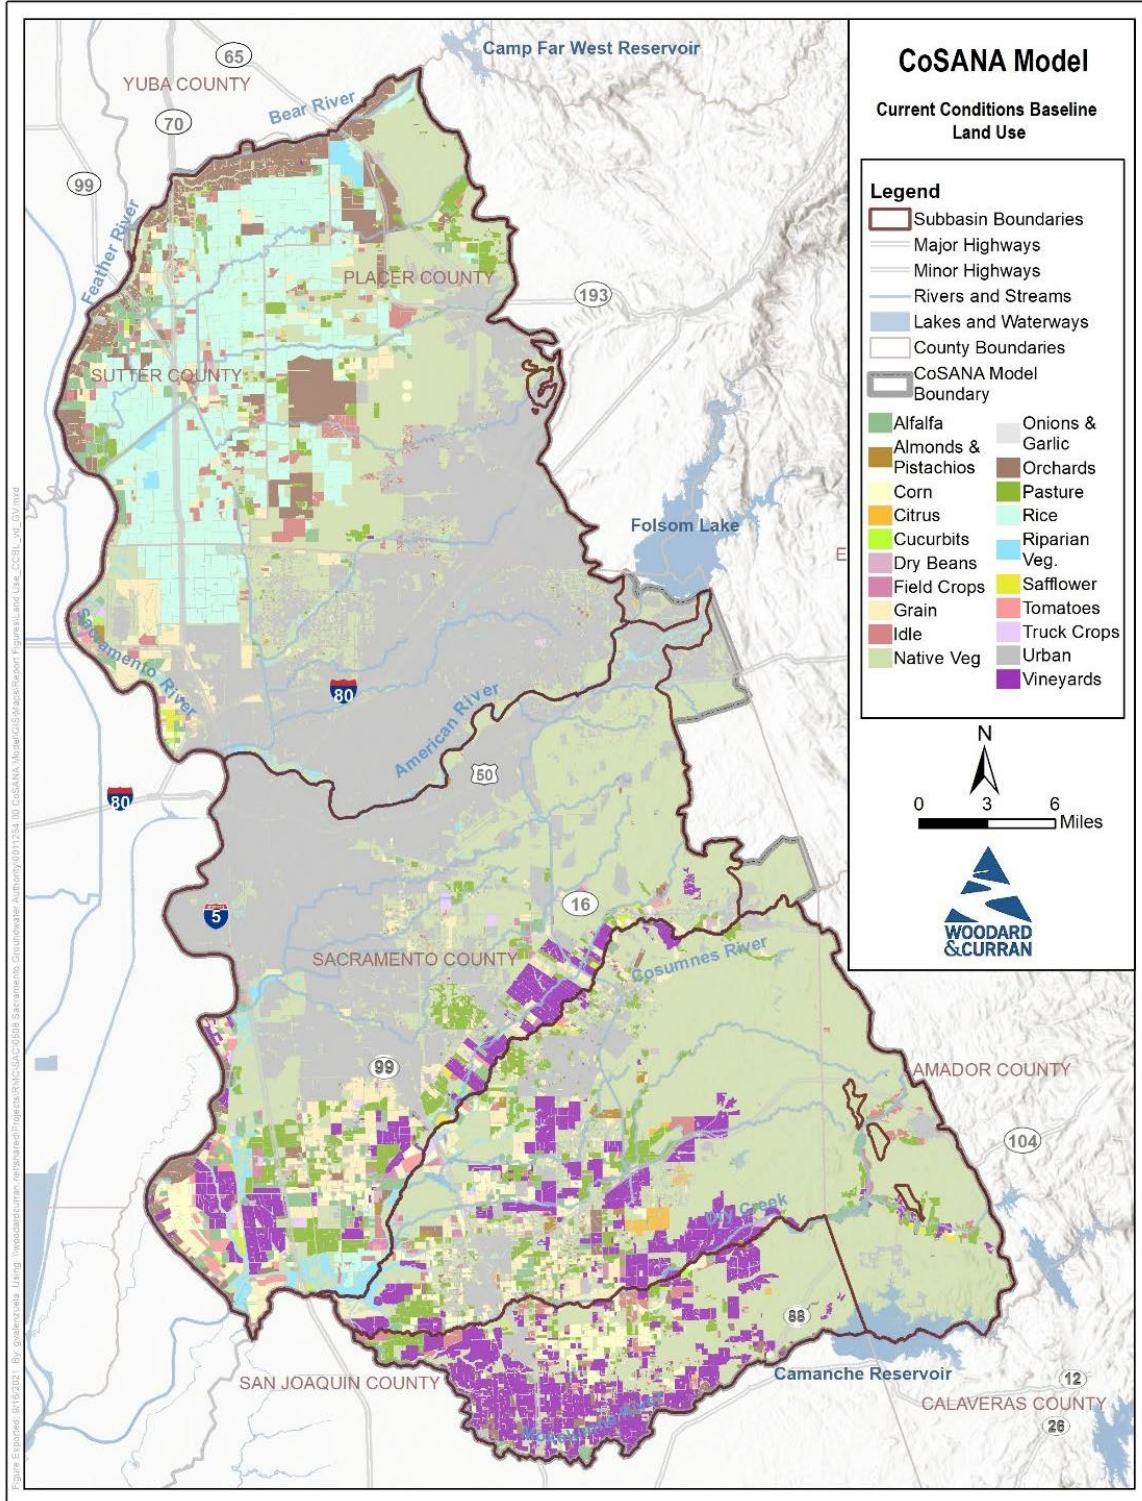 CoSANA Model
Current Conditions Baseline
Land Use
Legend
Subbasin Boundaries
Major Highways
Minor Highways
Rivers and Streams
Lakes and Waterways
County Boundaries
CoSANA Model
Boundary
Alfalfa
Almonds &
Pistachios
Corn
Citrus
Cucurbits
Dry Beans
Field Crops
Grain
Idle
Native Veg
Onions &
Garlic
Orchards
Pasture
Rice
Riparian
Veg.
Safflower
Tomatoes
Truck Crops
Urban
Vineyards
N
0 3 6
Miles
WOODARD
&CURRAN
Camp Far West Reservoir
65
YUBA COUNTY
Bear River
70
99
Feather River
PLACER COUNTY
193
SUTTER COUNTY
Folsom Lake
E
Sacramento River
80
American River
50
80
5
16
SACRAMENTO COUNTY
Cosumnes River
99
AMADOR COUNTY
104
Dry Creek
88
SAN JOAQUIN COUNTY
Camanche Reservoir
12
CALAVERAS COUNTY
26